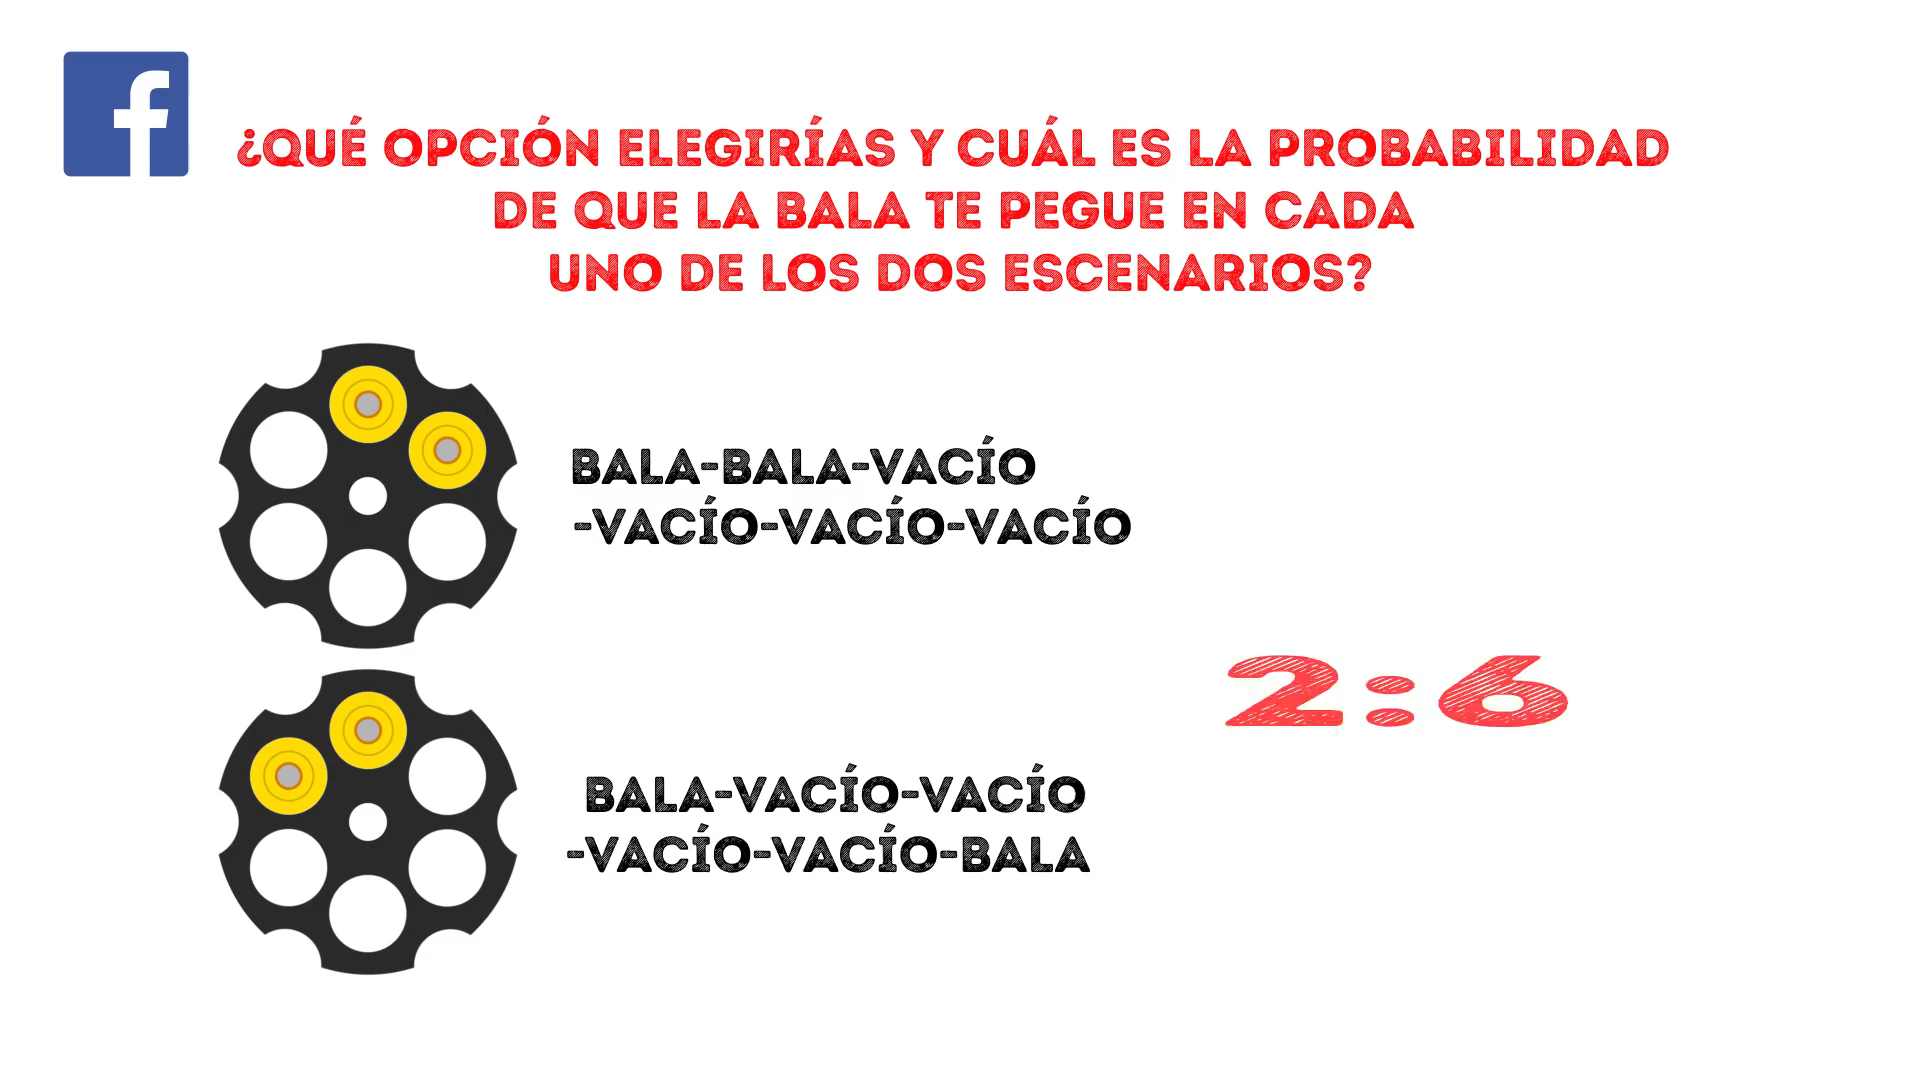 ¿QUÉ OPCIÓN ELEGIRÍAS Y CUÁL ES LA PROBABILIDAD
DE QUE LA BALA TE PEGUE EN CADA
UNO DE LOS DOS ESCENARIOS?
BALA-BALA-VACÍO
-VACÍO-VACÍO-VACÍO
2:6
BALA-VACÍO-VACÍO
-VACÍO-VACÍO-BALA